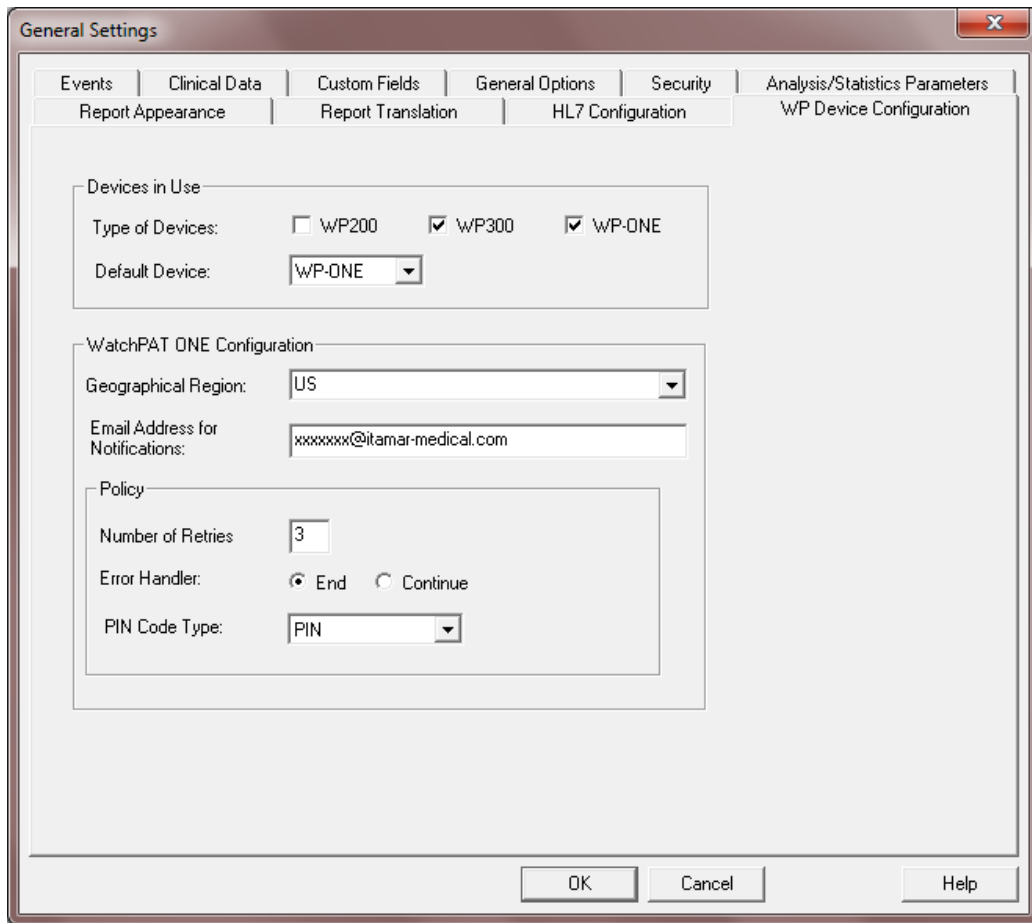 General Settings
Events Clinical Data Custom Fields General Options Security Analysis/Statistics Parameters
Report Appearance Report Translation HL7 Configuration WP Device Configuration
Devices in Use
Type of Devices: WP200 WP300 WP-ONE
Default Device: WP-ONE
WatchPAT ONE Configuration
Geographical Region: US
Email Address for
Notifications: xxxxxxx@itamar-medical.com
Policy
Number of Retries 3
Error Handler: End Continue
PIN Code Type: PIN
OK Cancel Help